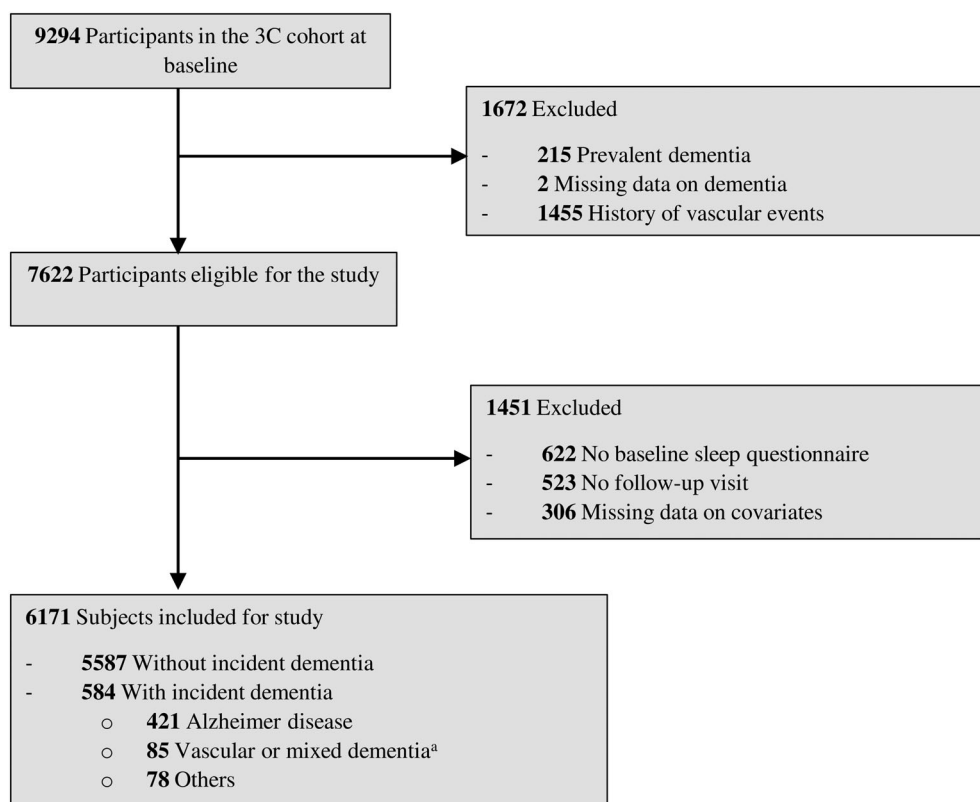 9294 Participants in the 3C cohort at
baseline
1672 Excluded
- 215 Prevalent dementia
- 2 Missing data on dementia
- 1455 History of vascular events
7622 Participants eligible for the study
1451 Excluded
- 622 No baseline sleep questionnaire
- 523 No follow-up visit
- 306 Missing data on covariates
6171 Subjects included for study
- 5587 Without incident dementia
- 584 With incident dementia
o 421 Alzheimer disease
o 85 Vascular or mixed dementiaᵃ
o 78 Others